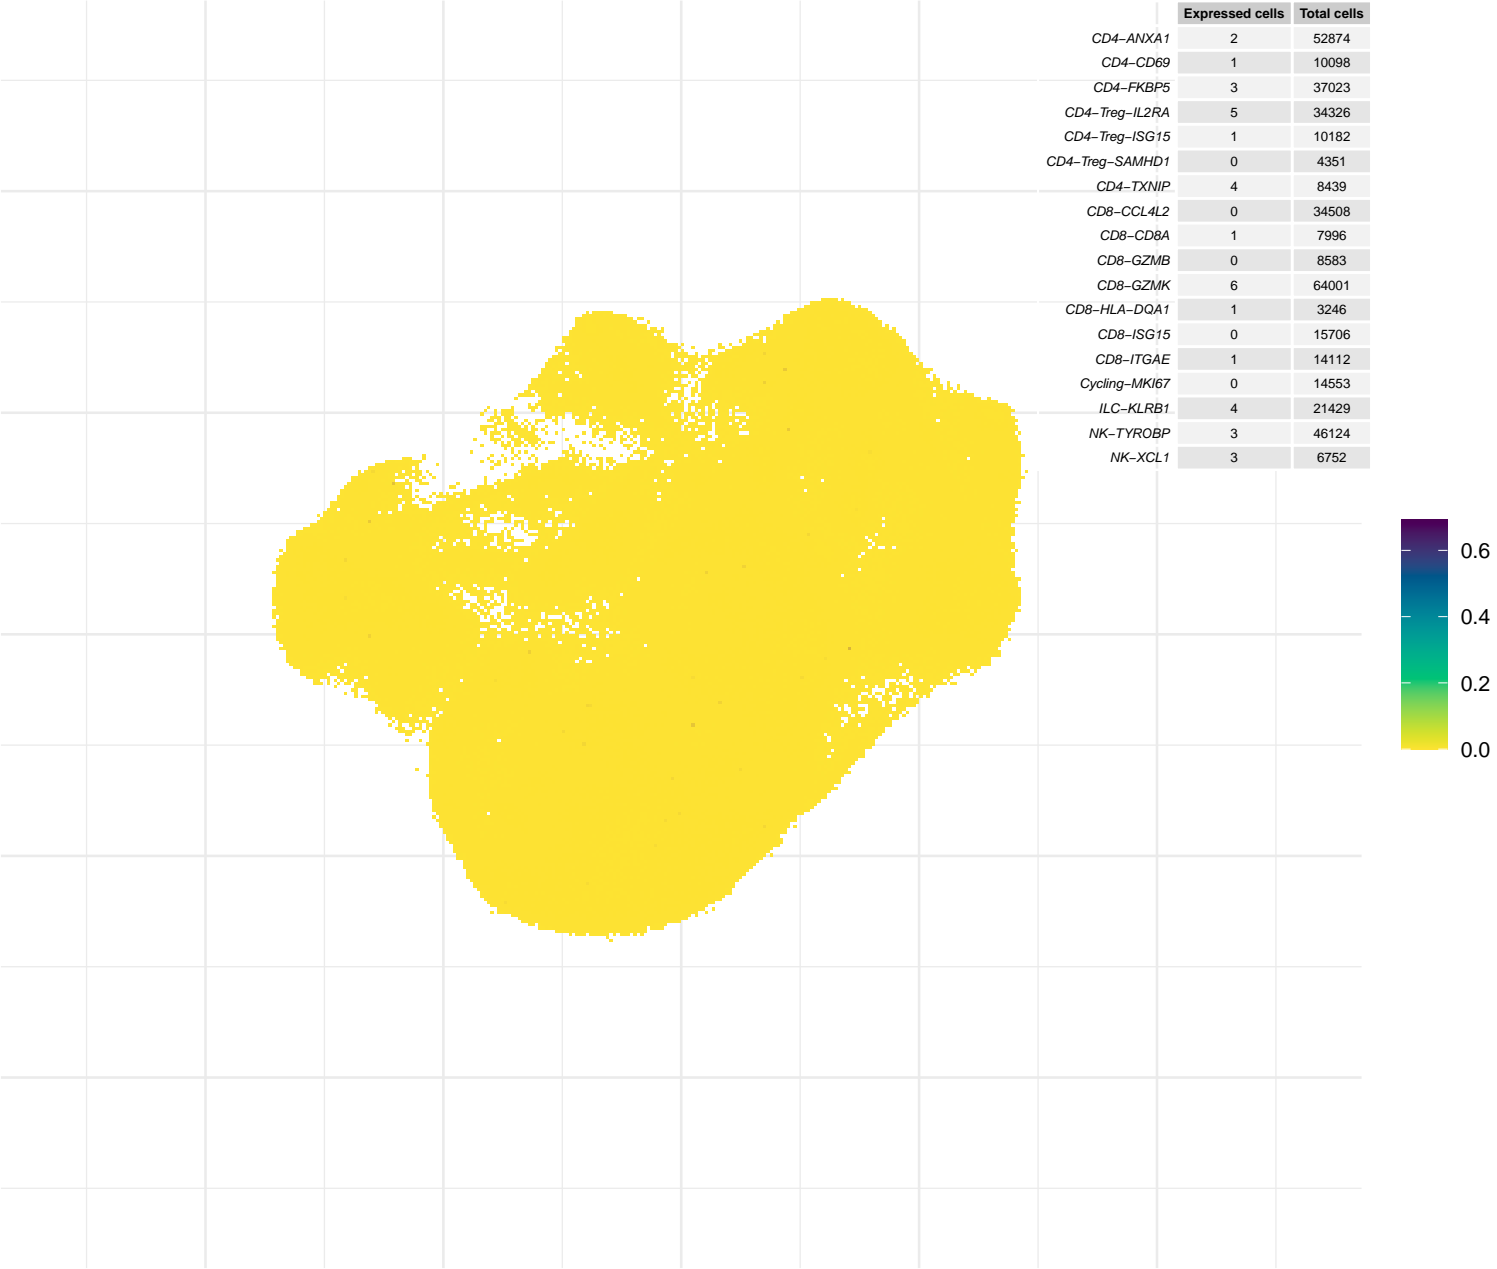 Expressed cells Total cells
CD4−ANXA1 2 52874
CD4−CD69 1 10098
CD4−FKBP5 3 37023
CD4−Treg−IL2RA 5 34326
CD4−Treg−ISG15 1 10182
CD4−Treg−SAMHD1 0 4351
CD4−TXNIP 4 8439
CD8−CCL4L2 0 34508
CD8−CD8A 1 7996
CD8−GZMB 0 8583
CD8−GZMK 6 64001
CD8−HLA−DQA1 1 3246
CD8−ISG15 0 15706
CD8−ITGAE 1 14112
Cycling−MKI67 0 14553
ILC−KLRB1 4 21429
NK−TYROBP 3 46124
NK−XCL1 3 6752
0.6
0.4
0.2
0.0